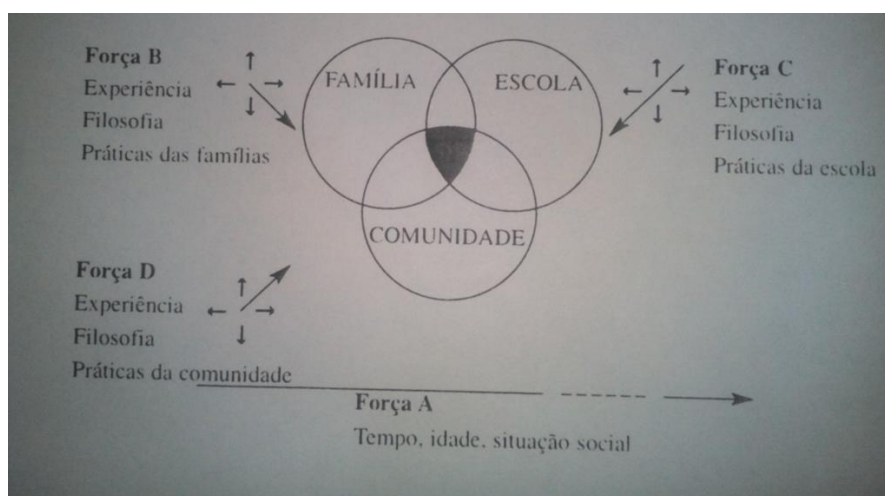 Força B
Experiência
Filosofia
Práticas das famílias
FAMÍLIA
ESCOLA
Força C
Experiência
Filosofia
Práticas da escola
COMUNIDADE
Força D
Experiência
Filosofia
Práticas da comunidade
Força A
Tempo, idade, situação social